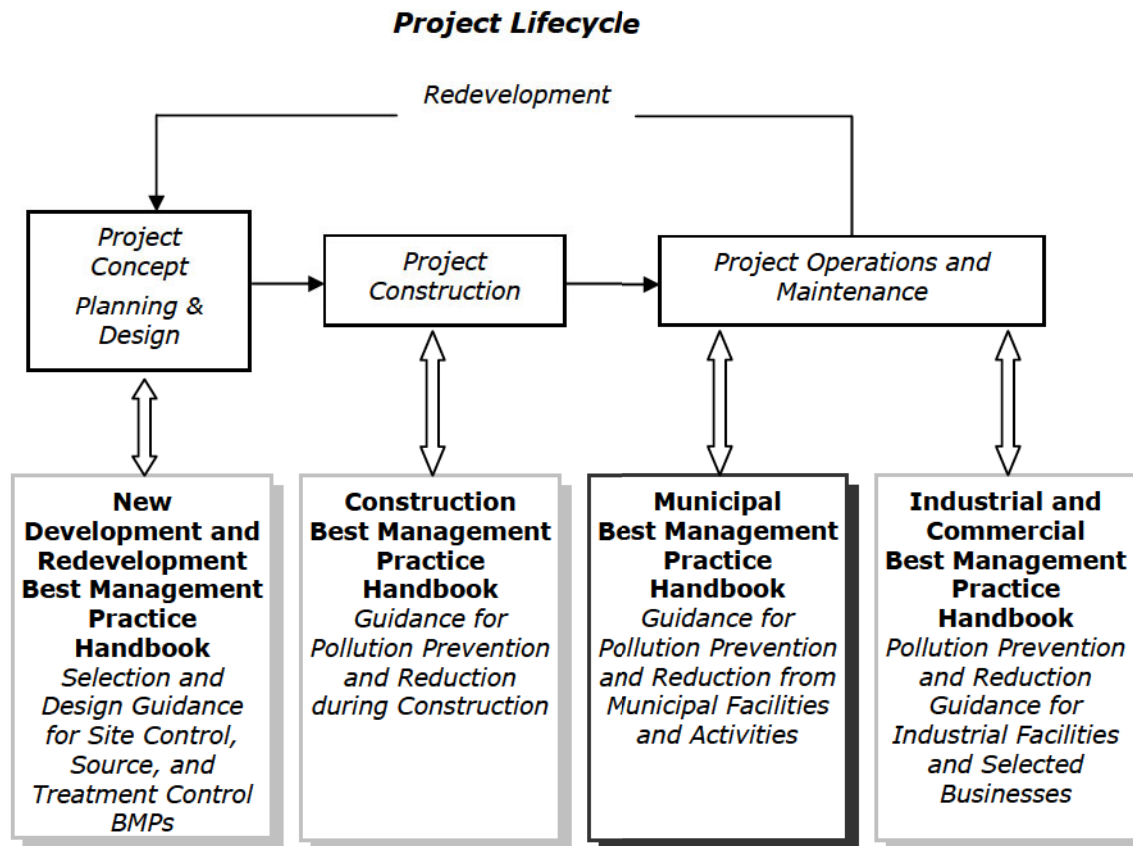 Project Lifecycle
Redevelopment
Project
Concept
Planning &
Design
Project
Construction
Project Operations and
Maintenance
New
Development and
Redevelopment
Best Management
Practice
Handbook
Selection and
Design Guidance
for Site Control,
Source, and
Treatment Control
BMPs
Construction
Best Management
Practice
Handbook
Guidance for
Pollution Prevention
and Reduction
during Construction
Municipal
Best Management
Practice
Handbook
Guidance for
Pollution Prevention
and Reduction from
Municipal Facilities
and Activities
Industrial and
Commercial
Best Management
Practice
Handbook
Pollution Prevention
and Reduction
Guidance for
Industrial Facilities
and Selected
Businesses